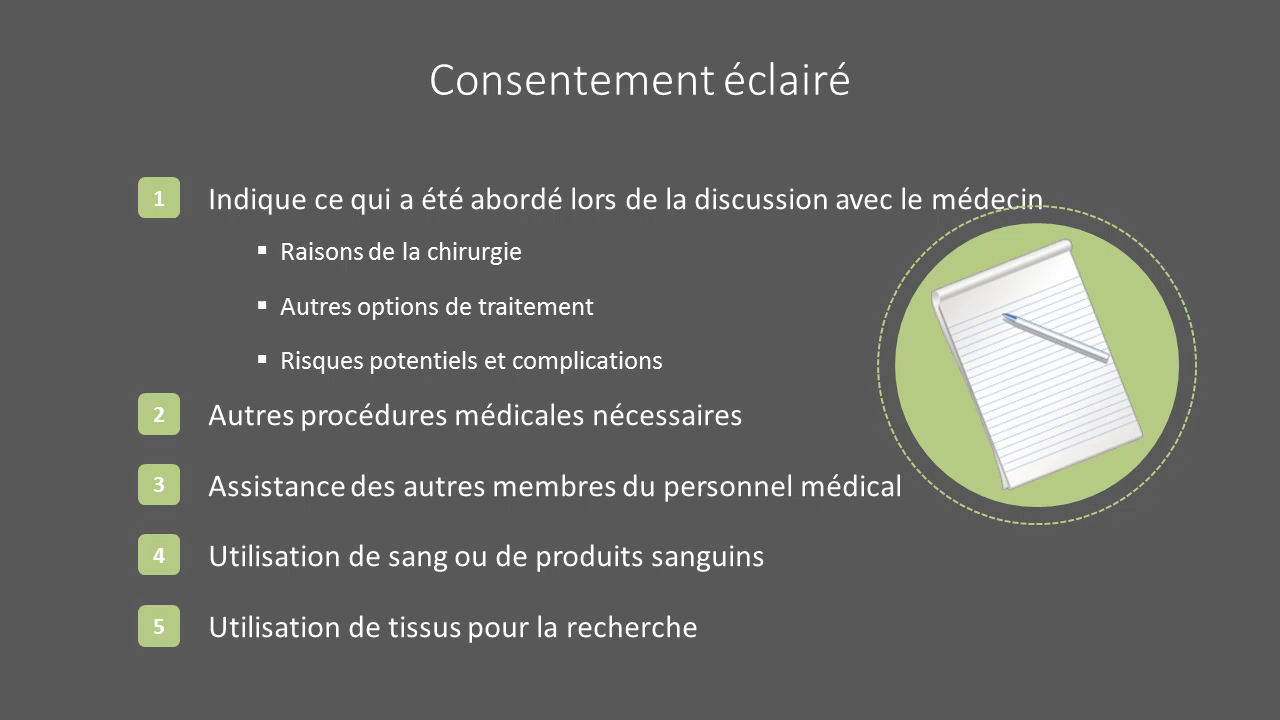 Consentement éclairé
1 Indique ce qui a été abordé lors de la discussion avec le médecin
▪ Raisons de la chirurgie
▪ Autres options de traitement
▪ Risques potentiels et complications
2 Autres procédures médicales nécessaires
3 Assistance des autres membres du personnel médical
4 Utilisation de sang ou de produits sanguins
5 Utilisation de tissus pour la recherche